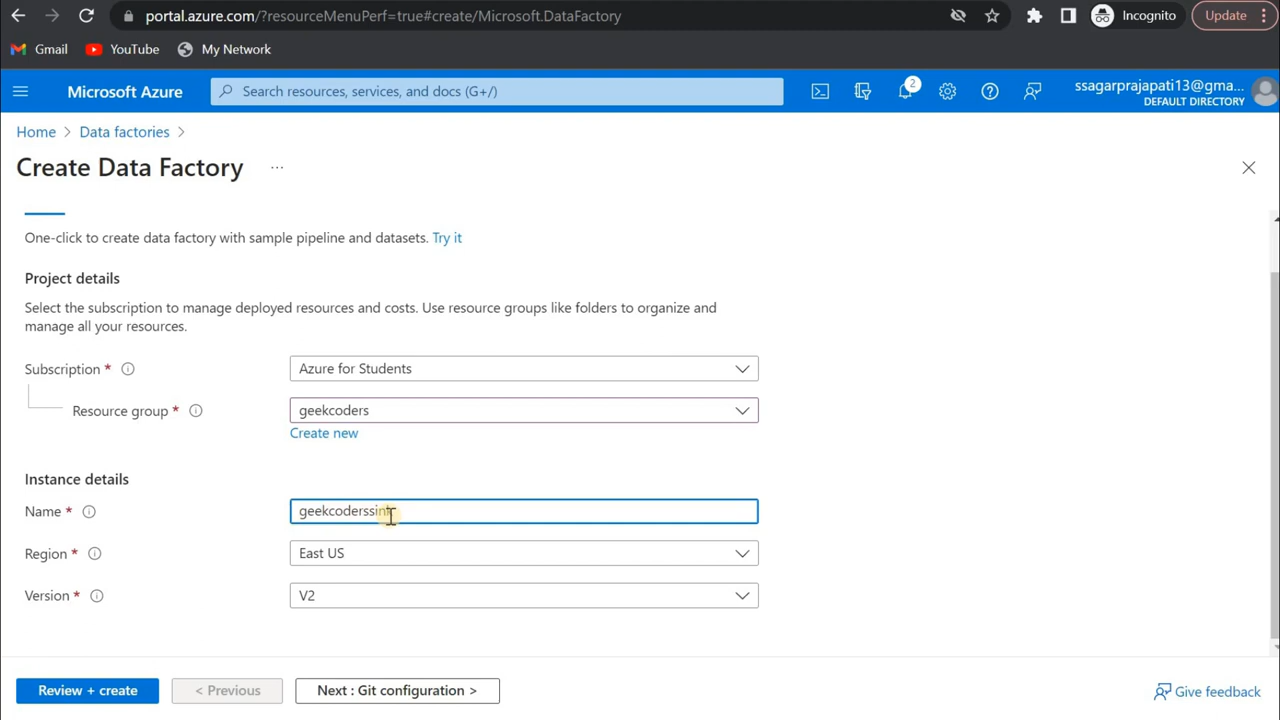 portal.azure.com/?resourceMenuPerf=true#create/Microsoft.DataFactory
Incognito
Update
Gmail
YouTube
My Network
Microsoft Azure
Search resources, services, and docs (G+/)
2
ssagarprajapati13@gma...
DEFAULT DIRECTORY
Home > Data factories >
Create Data Factory ...
One-click to create data factory with sample pipeline and datasets. Try it
Project details
Select the subscription to manage deployed resources and costs. Use resource groups like folders to organize and
manage all your resources.
Subscription *
Azure for Students
Resource group *
geekcoders
Create new
Instance details
Name *
Region *
East US
Version *
V2
Review + create
< Previous
Next : Git configuration >
Give feedback